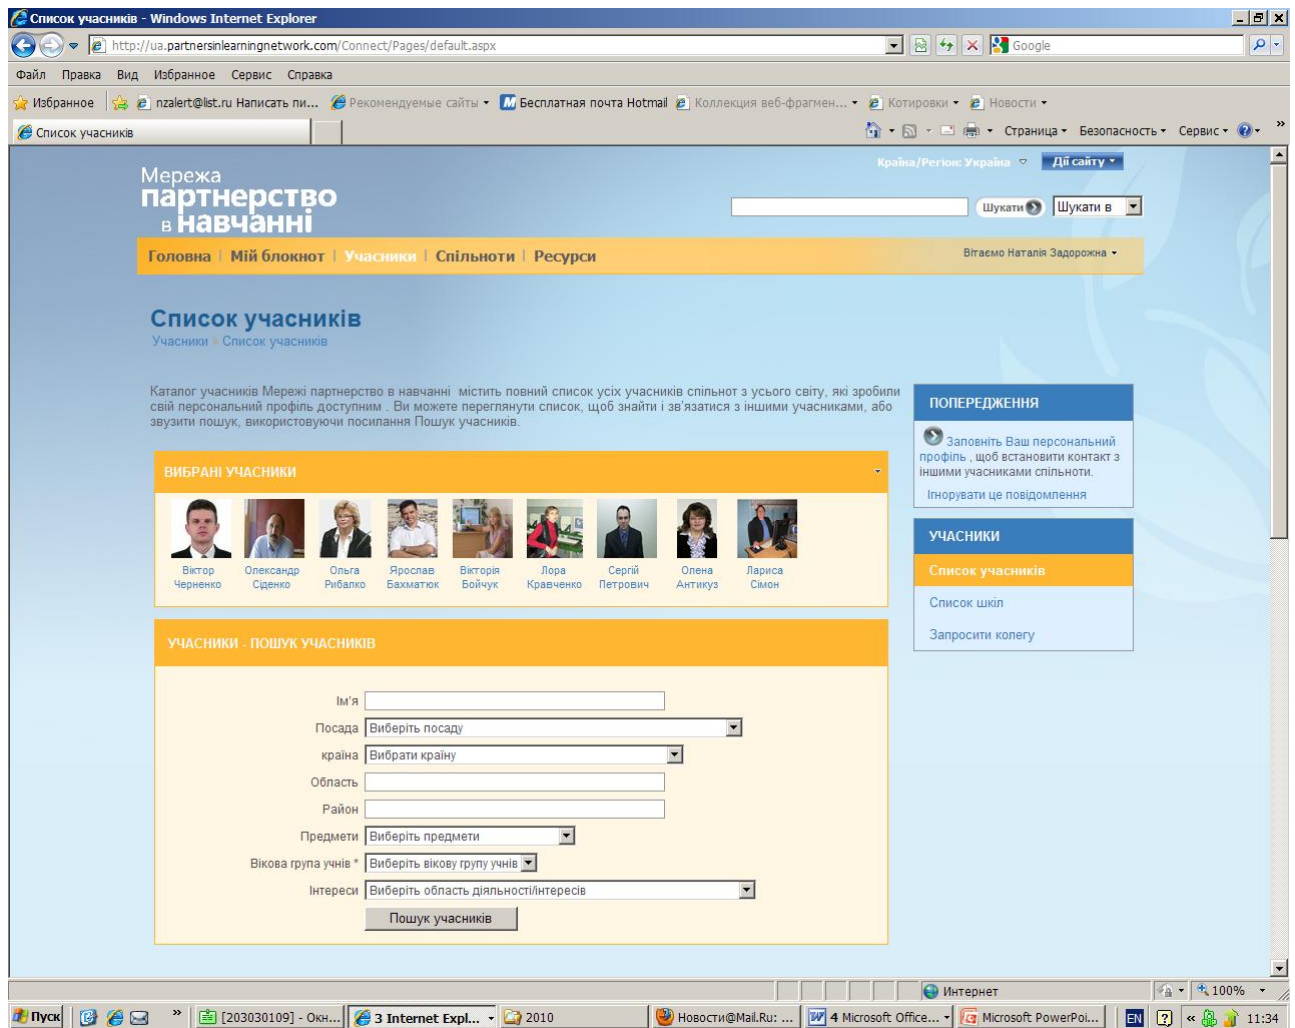 Список учасників - Windows Internet Explorer
http://ua.partnersinlearningnetwork.com/Connect/Pages/default.aspx
Google
Файл Правка Вид Избранное Сервис Справка
Избранное nzalert@list.ru Написать пи... Рекомендуемые сайты Бесплатная почта Hotmail Коллекция веб-фрагмен... Котировки Новости
Список учасників
Страница Безопасность Сервис »
Країна/Регіон: Україна Дії сайту
Мережа
партнерство
в навчанні
Шукати Шукати в
Головна | Мій блокнот | Учасники | Спільноти | Ресурси
Вітаємо Наталія Задорожна
Список учасників
Учасники Список учасників
Каталог учасників Мережі партнерство в навчанні містить повний список усіх учасників спільнот з усього світу, які зробили
свій персональний профіль доступним . Ви можете переглянути список, щоб знайти і зв'язатися з іншими учасниками, або
звузити пошук, використовуючи посилання Пошук учасників.
ВИБРАНІ УЧАСНИКИ
Віктор Черненко
Олександр Сіденко
Ольга Рибалко
Ярослав Бахматюк
Вікторія Бойчук
Лора Кравченко
Сергій Петрович
Олена Антикуз
Лариса Сімон
УЧАСНИКИ - ПОШУК УЧАСНИКІВ
Ім'я
Посада Виберіть посаду
країна Вибрати країну
Область
Район
Предмети Виберіть предмети
Вікова група учнів * Виберіть вікову групу учнів
Інтереси Виберіть область діяльності/інтересів
Пошук учасників
ПОПЕРЕДЖЕННЯ
Заповніть Ваш персональний
профіль , щоб встановити контакт з
іншими учасниками спільноти.
Ігнорувати це повідомлення
УЧАСНИКИ
Список учасників
Список шкіл
Запросити колегу
Интернет 100%
Пуск » [203030109] - Окн... 3 Internet Expl... 2010 Новости@Mail.Ru: ... 4 Microsoft Office... Microsoft PowerPoi... EN « 11:34